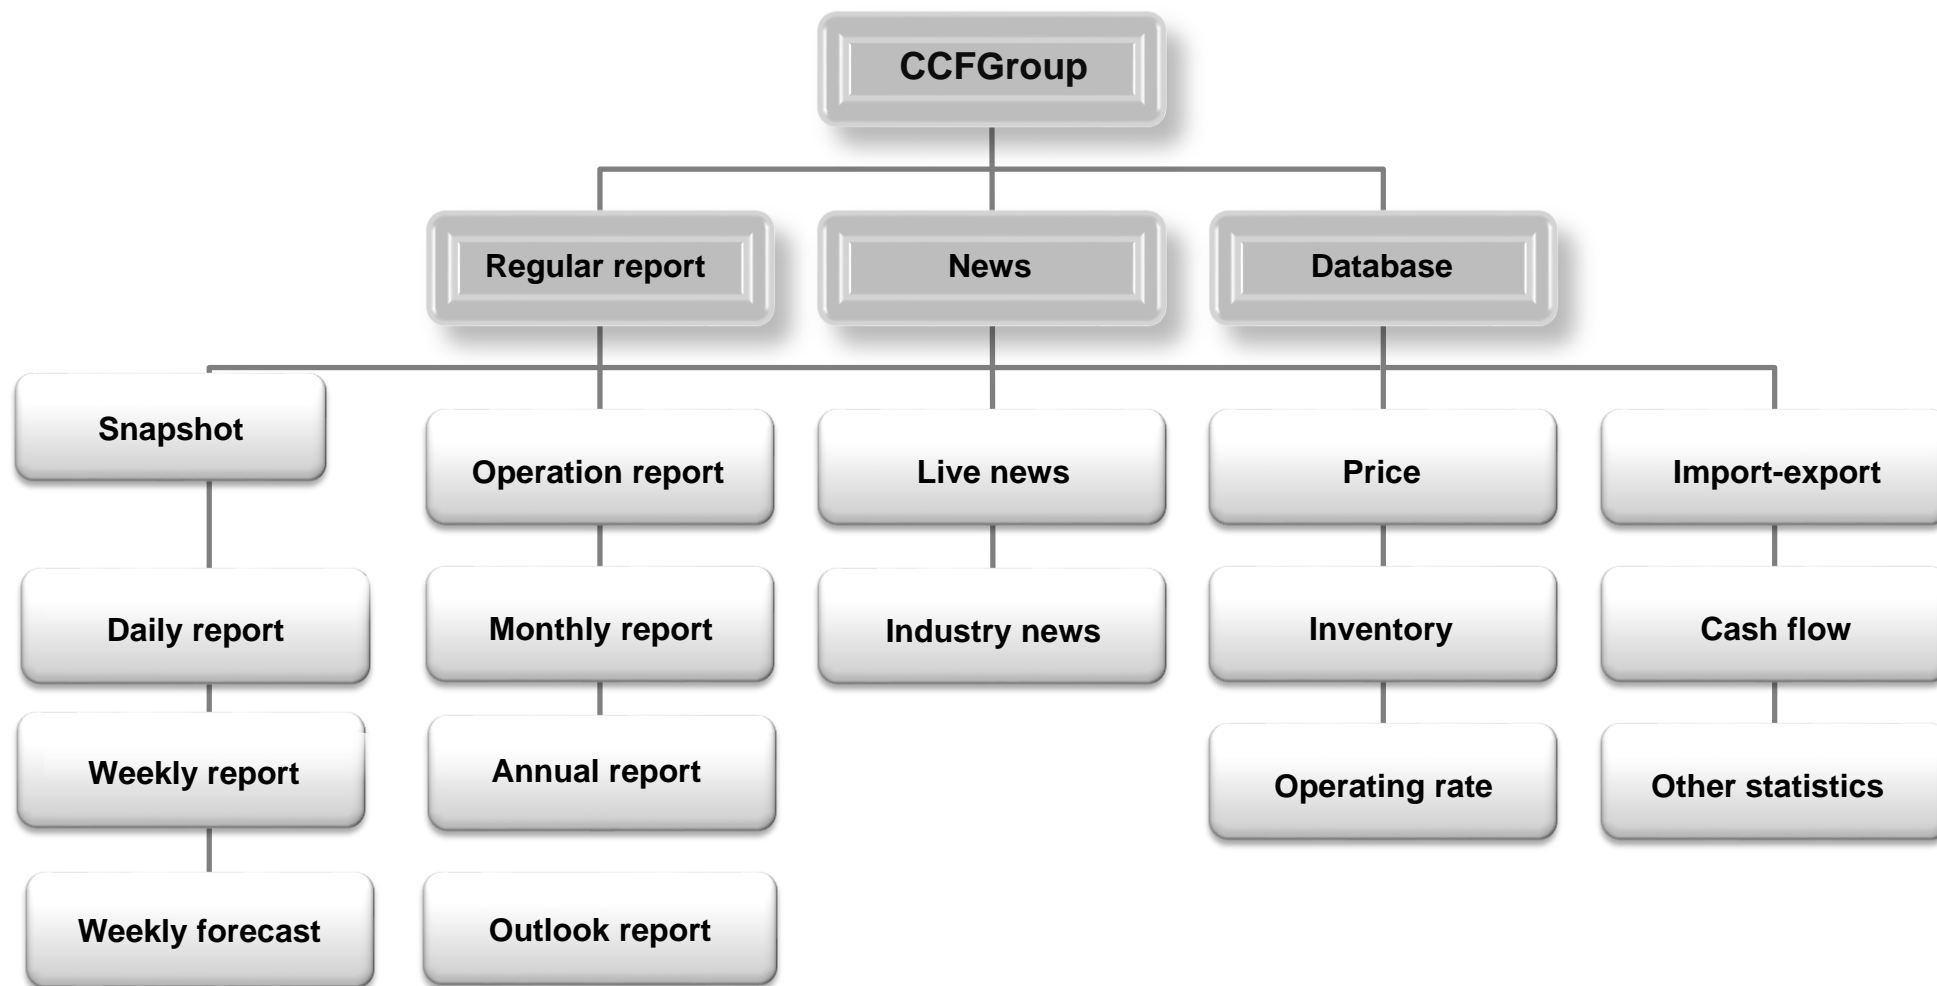 CCFGroup
Regular report
News
Database
Snapshot
Operation report
Live news
Price
Import-export
Daily report
Monthly report
Industry news
Inventory
Cash flow
Weekly report
Annual report
Operating rate
Other statistics
Weekly forecast
Outlook report